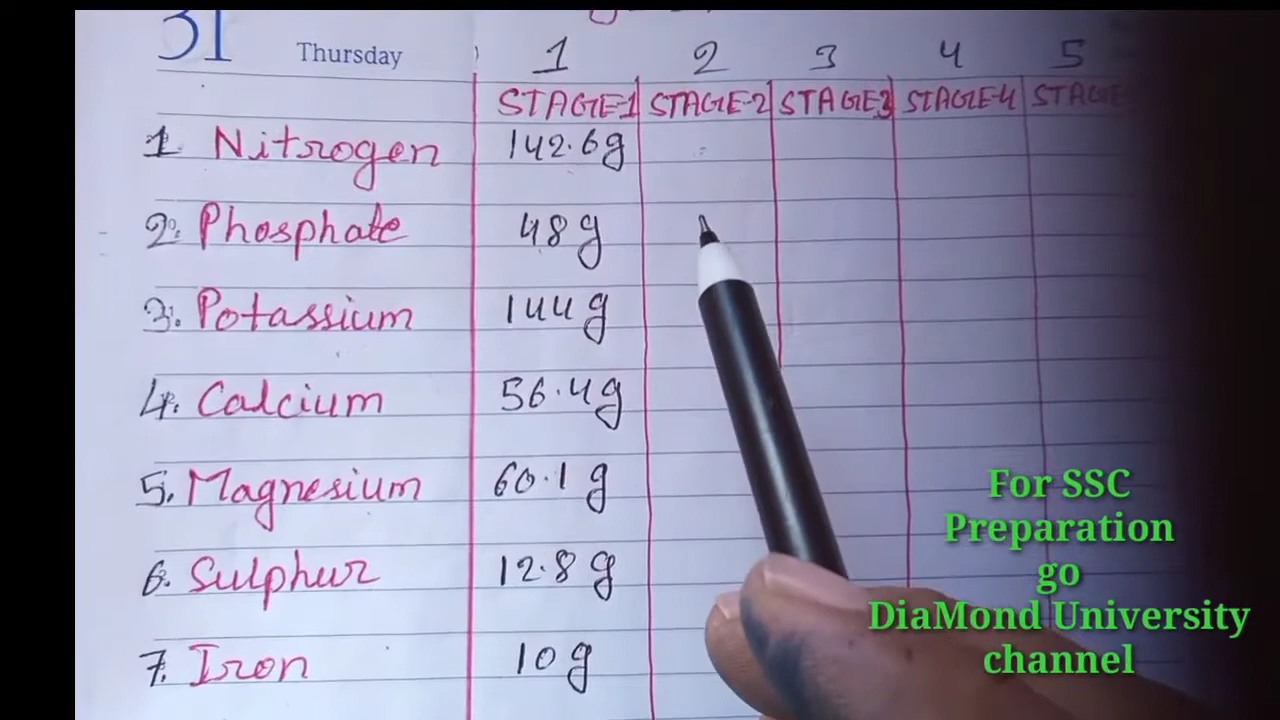 31 Thursday 1 2 3 4 5
STAGE-1 STAGE-2 STAGE3 STAGE-4 STAGE
1. Nitrogen 142.6g
2. Phosphate 48g
3. Potassium 144g
4. Calcium 56.4g
5. Magnesium 60.1g
6. Sulphur 12.8g
7. Iron 10g
For SSC
Preparation
go
DiaMond University
channel